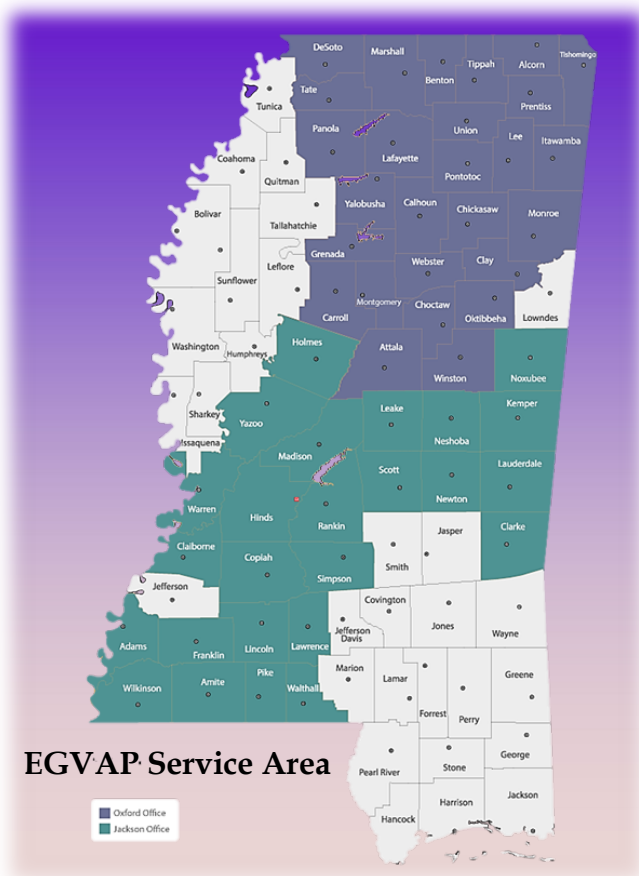 DeSoto
Marshall
Benton
Tippah
Alcorn
Tishomingo
Tunica
Tate
Prentiss
Panola
Lafayette
Union
Lee
Itawamba
Coahoma
Quitman
Pontotoc
Bolivar
Tallahatchie
Yalobusha
Calhoun
Chickasaw
Monroe
Grenada
Leflore
Sunflower
Webster
Clay
Carroll
Montgomery
Choctaw
Oktibbeha
Lowndes
Washington
Humphreys
Holmes
Attala
Winston
Noxubee
Sharkey
Yazoo
Leake
Neshoba
Kemper
Issaquena
Madison
Scott
Newton
Lauderdale
Warren
Hinds
Rankin
Smith
Jasper
Clarke
Claiborne
Copiah
Simpson
Jefferson
Covington
Jones
Wayne
Adams
Franklin
Lincoln
Lawrence
Jefferson
Davis
Wilkinson
Amite
Pike
Walthall
Marion
Lamar
Forrest
Perry
Greene
EGVAP Service Area
Pearl River
Stone
George
Hancock
Harrison
Jackson
Oxford Office
Jackson Office